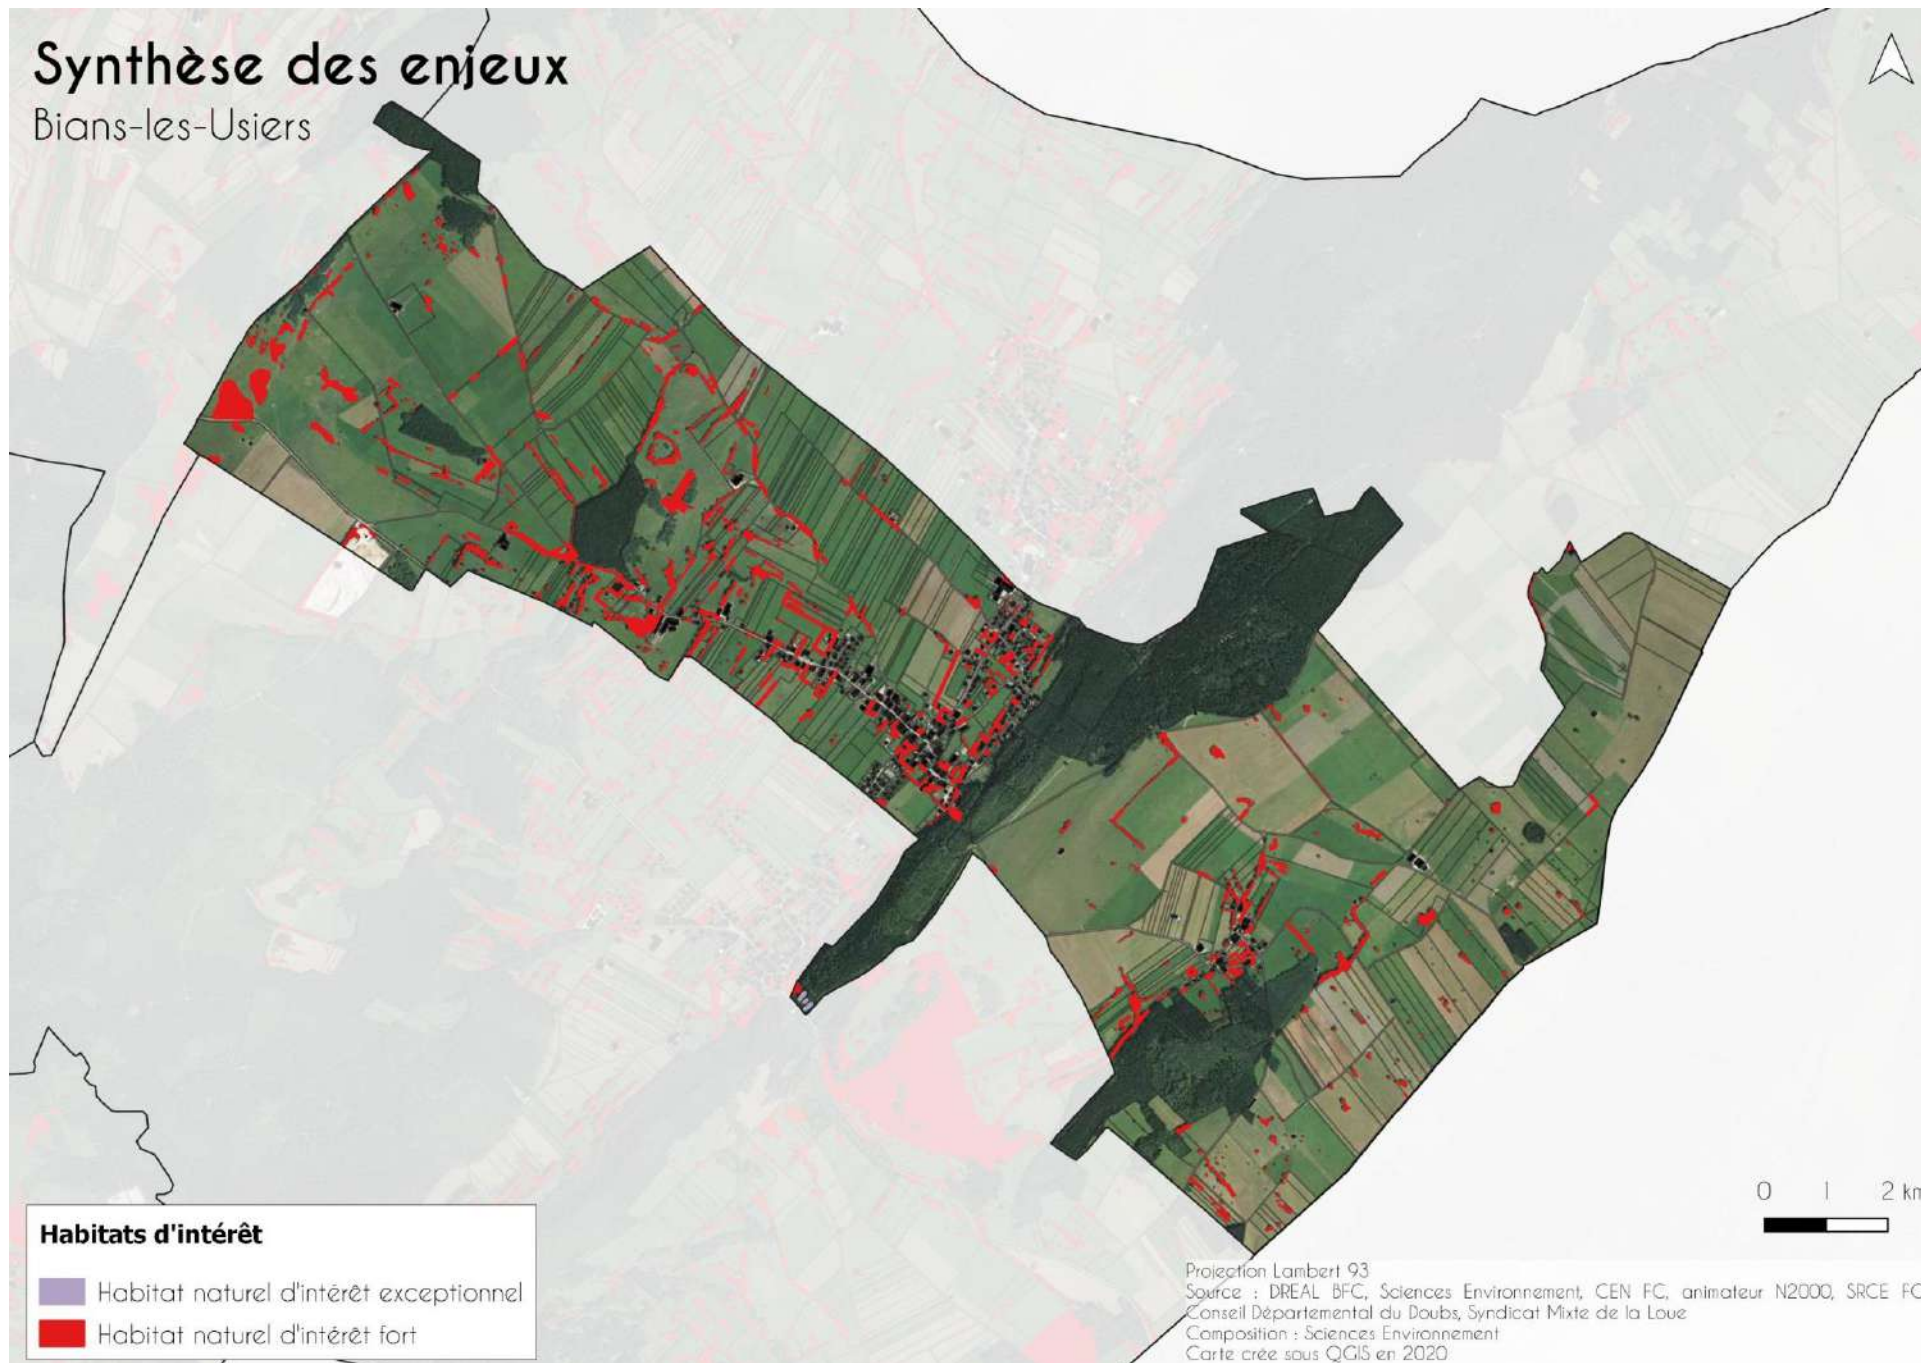 Synthèse des enjeux
Bians-les-Usiers
0 1 2 km
Habitats d'intérêt
Habitat naturel d'intérêt exceptionnel
Habitat naturel d'intérêt fort
Projection Lambert 93
Source : DREAL BFC, Sciences Environnement, CEN FC, animateur N2000, SRCE FC
Conseil Départemental du Doubs, Syndicat Mixte de la Loue
Composition : Sciences Environnement
Carte crée sous QGIS en 2020